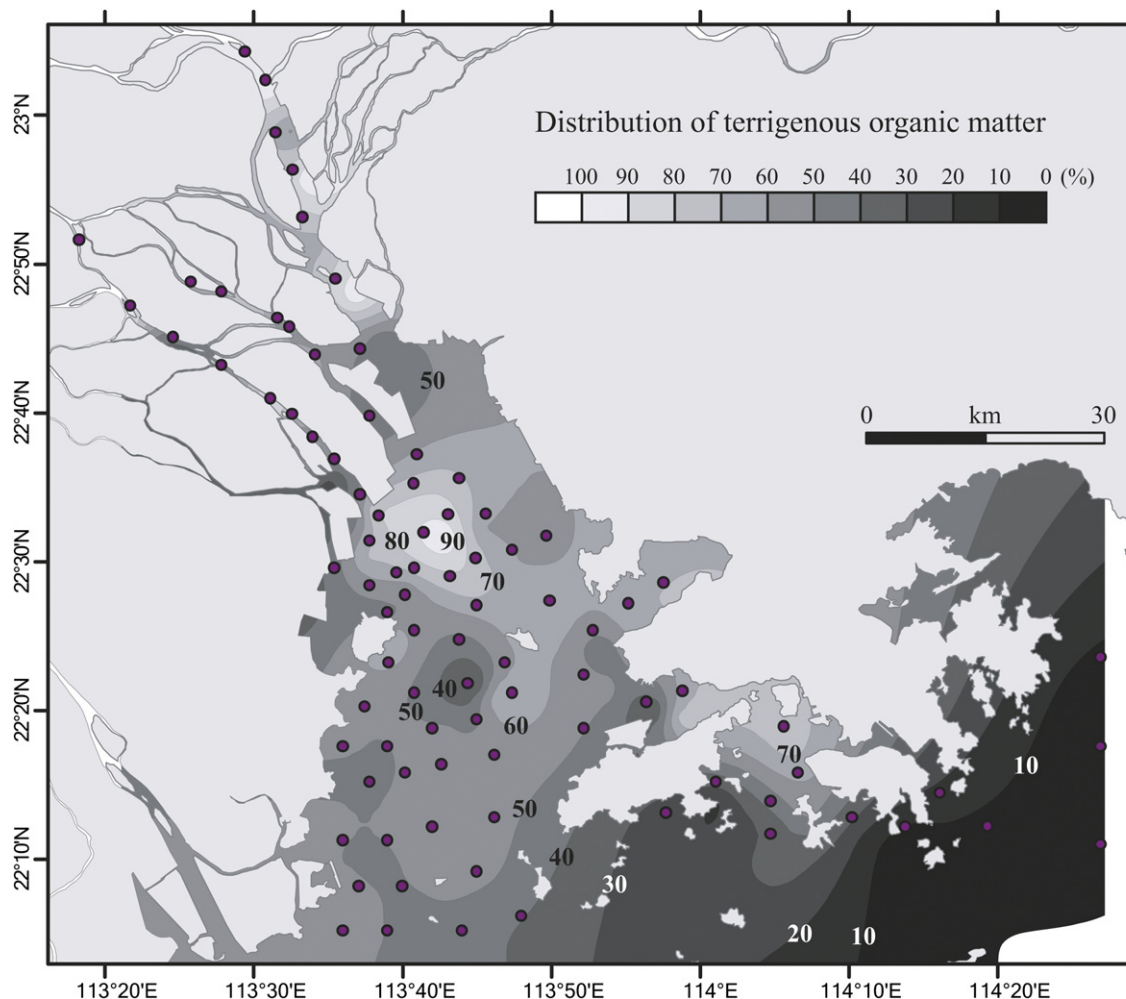 Distribution of terrigenous organic matter
100 90 80 70 60 50 40 30 20 10 0 (%)
23°N
22°50'N
50
22°40'N
0 km 30
80 90
22°30'N
70
40
22°20'N
50
60
70
10
50
22°10'N
40
30
20 10
113°20'E 113°30'E 113°40'E 113°50'E 114°E 114°10'E 114°20'E